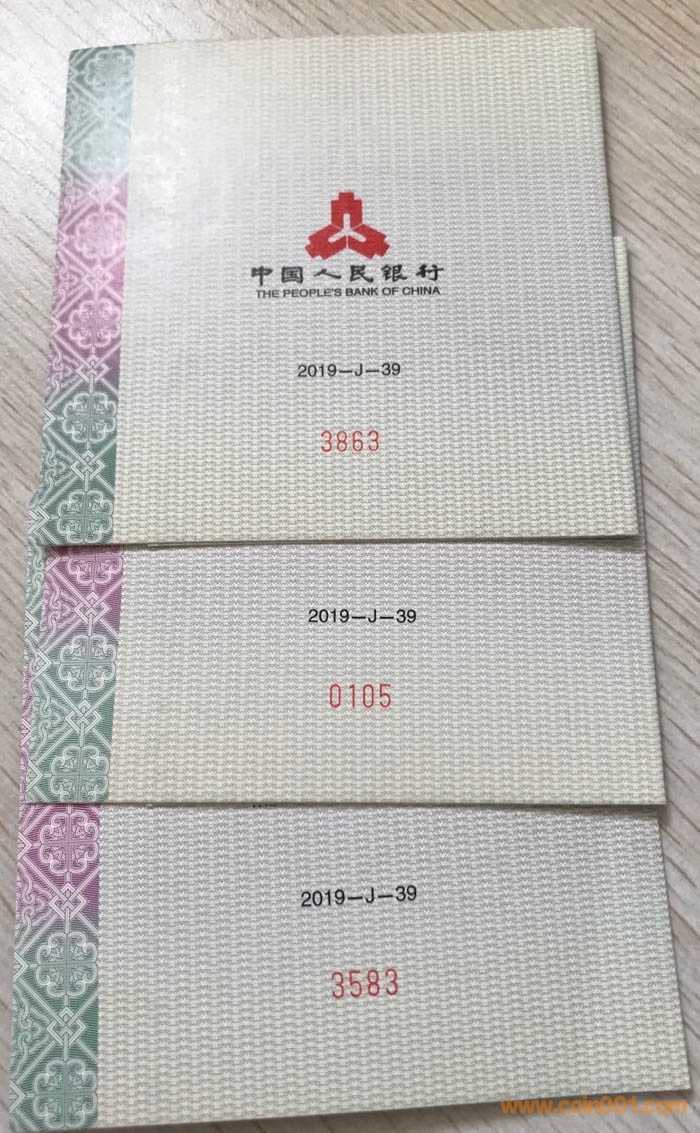 中国人民银行
THE PEOPLE'S BANK OF CHINA
2019—J—39
3863
2019—J—39
0105
2019—J—39
3583
www.coin001.com